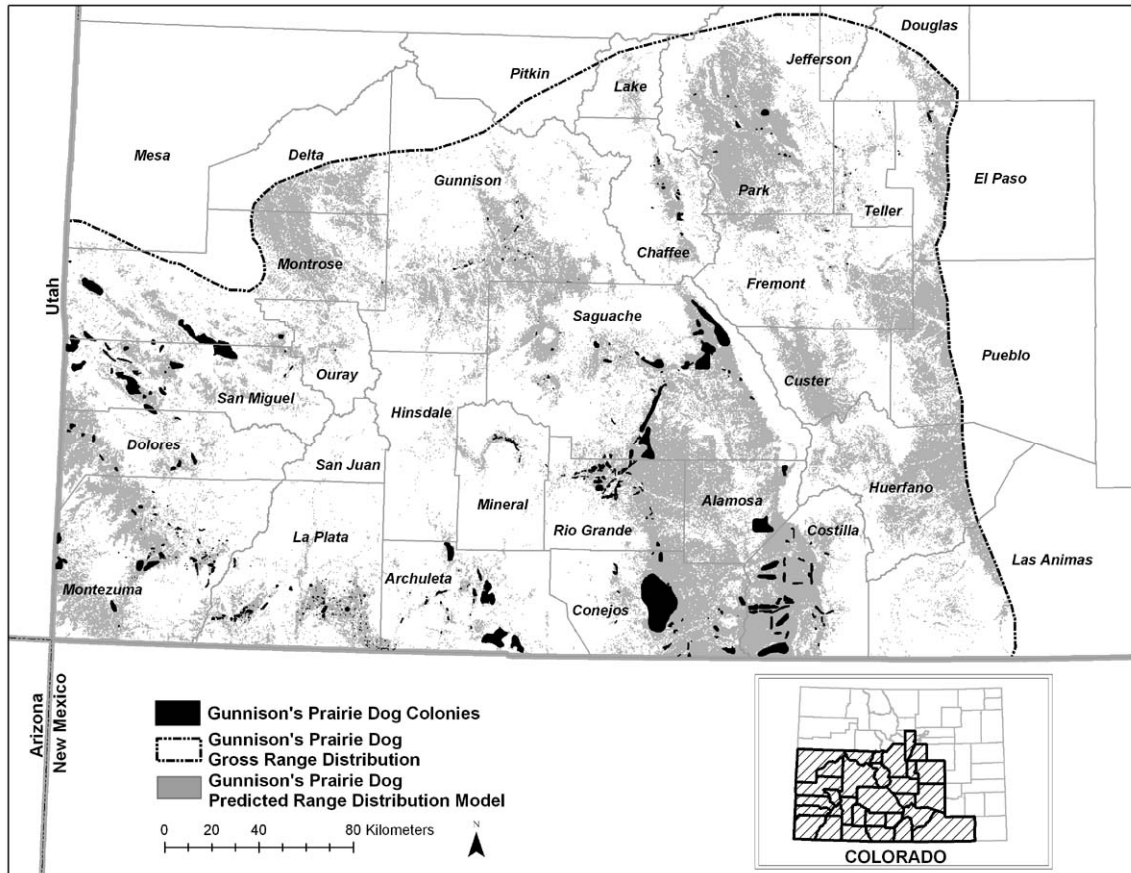 Douglas
Jefferson
Pitkin
Lake
Mesa
Delta
Gunnison
Park
El Paso
Teller
Chaffee
Montrose
Fremont
Utah
Saguache
Pueblo
Ouray
Custer
San Miguel
Hinsdale
Dolores
San Juan
Mineral
Alamosa
Huerfano
Rio Grande
Costilla
La Plata
Las Animas
Archuleta
Montezuma
Conejos
Arizona
New Mexico
Gunnison's Prairie Dog Colonies
Gunnison's Prairie Dog
Gross Range Distribution
Gunnison's Prairie Dog
Predicted Range Distribution Model
0 20 40 80 Kilometers
N
COLORADO